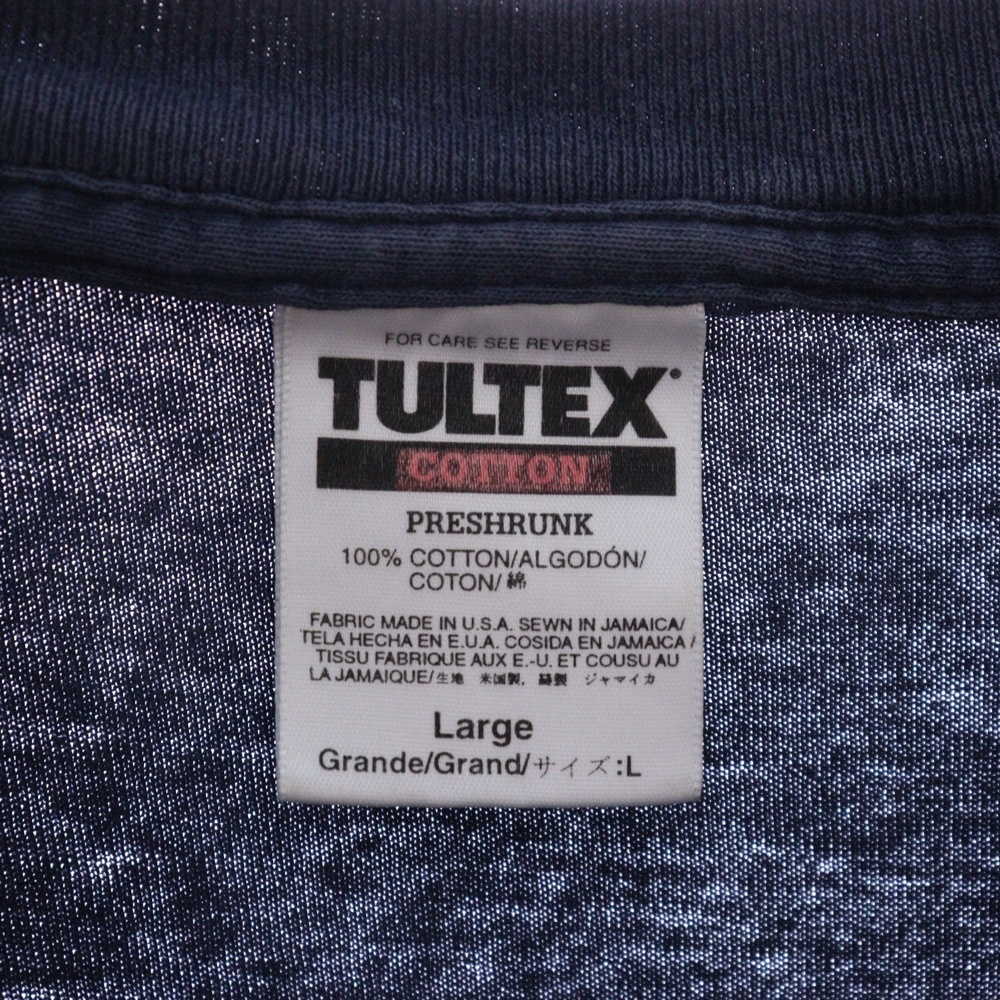 FOR CARE SEE REVERSE
TULTEX®
COTTON
PRESHRUNK
100% COTTON/ALGODÓN/
COTON/綿
FABRIC MADE IN U.S.A. SEWN IN JAMAICA/
TELA HECHA EN E.U.A. COSIDA EN JAMAICA/
TISSU FABRIQUE AUX E.-U. ET COUSU AU
LA JAMAIQUE/生地 米国製, 縫製 ジャマイカ
Large
Grande/Grand/サイズ:L